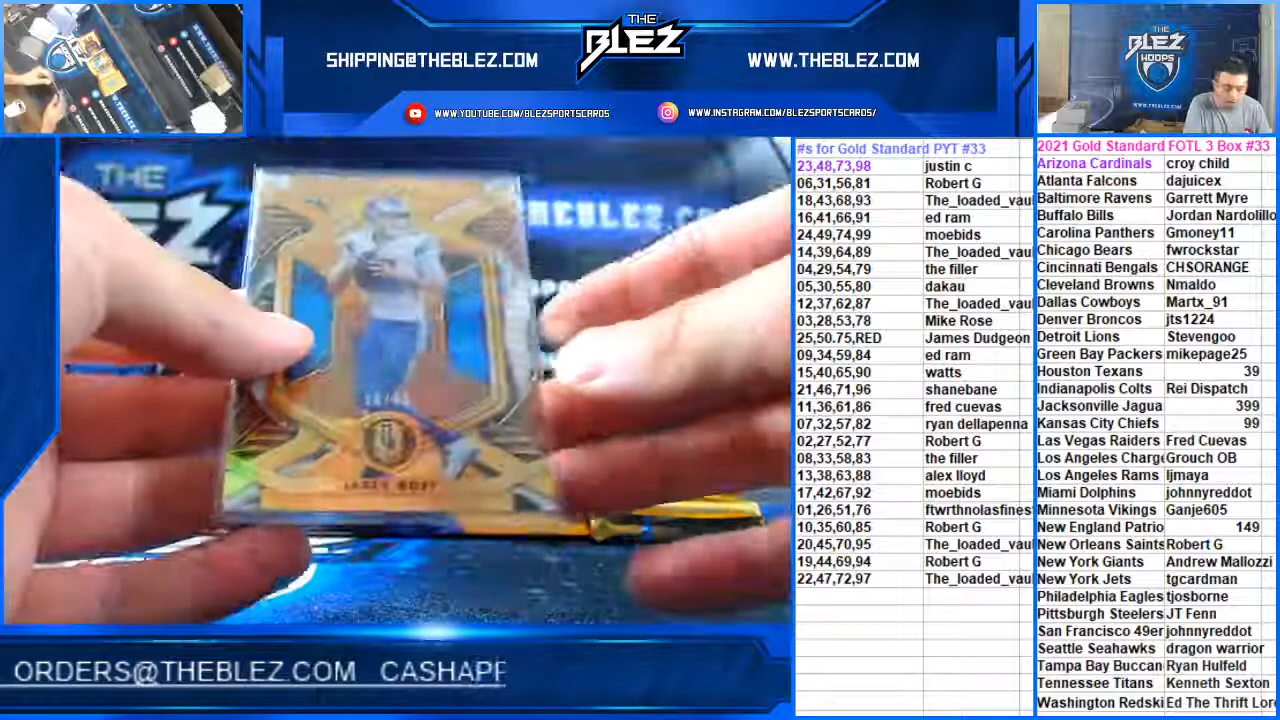 THE
BLEZ
SHIPPING@THEBLEZ.COM
WWW.THEBLEZ.COM
WWW.YOUTUBE.COM/BLEZSPORTSCARDS
WWW.INSTAGRAM.COM/BLEZSPORTSCARDS/
BLEZ
HOOPS
THE
THEBLEZ.CO
JARED GOFF
#s for Gold Standard PYT #33
23,48,73,98 justin c
06,31,56,81 Robert G
18,43,68,93 The_loaded_vau
16,41,66,91 ed ram
24,49,74,99 moebids
14,39,64,89 The_loaded_vau
04,29,54,79 the filler
05,30,55,80 dakau
12,37,62,87 The_loaded_vau
03,28,53,78 Mike Rose
25,50.75,RED James Dudgeon
09,34,59,84 ed ram
15,40,65,90 watts
21,46,71,96 shanebane
11,36,61,86 fred cuevas
07,32,57,82 ryan dellapenna
02,27,52,77 Robert G
08,33,58,83 the filler
13,38,63,88 alex lloyd
17,42,67,92 moebids
01,26,51,76 ftwrthnolasfines
10,35,60,85 Robert G
20,45,70,95 The_loaded_vau
19,44,69,94 Robert G
22,47,72,97 The_loaded_vau
2021 Gold Standard FOTL 3 Box #33
Arizona Cardinals croy child
Atlanta Falcons dajuicex
Baltimore Ravens Garrett Myre
Buffalo Bills Jordan Nardolillo
Carolina Panthers Gmoney11
Chicago Bears fwrockstar
Cincinnati Bengals CHSORANGE
Cleveland Browns Nmaldo
Dallas Cowboys Martx_91
Denver Broncos jts1224
Detroit Lions Stevengoo
Green Bay Packers mikepage25
Houston Texans 39
Indianapolis Colts Rei Dispatch
Jacksonville Jagua 399
Kansas City Chiefs 99
Las Vegas Raiders Fred Cuevas
Los Angeles Charge Grouch OB
Los Angeles Rams ljmaya
Miami Dolphins johnnyreddot
Minnesota Vikings Ganje605
New England Patrio 149
New Orleans Saints Robert G
New York Giants Andrew Mallozzi
New York Jets tgcardman
Philadelphia Eagles tjosborne
Pittsburgh Steelers JT Fenn
San Francisco 49er johnnyreddot
Seattle Seahawks dragon warrior
Tampa Bay Buccan Ryan Hulfeld
Tennessee Titans Kenneth Sexton
Washington Redski Ed The Thrift Lor
ORDERS@THEBLEZ.COM CASHAPP